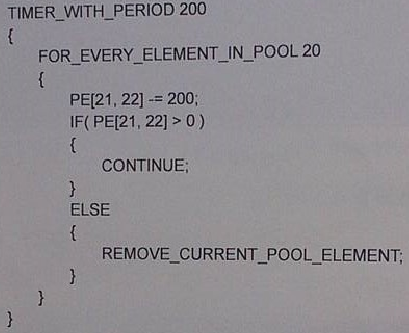 TIMER_WITH_PERIOD 200
{
FOR_EVERY_ELEMENT_IN_POOL 20
{
PE[21, 22] -= 200;
IF( PE[21, 22] > 0 )
{
CONTINUE;
}
ELSE
{
REMOVE_CURRENT_POOL_ELEMENT;
}
}
}